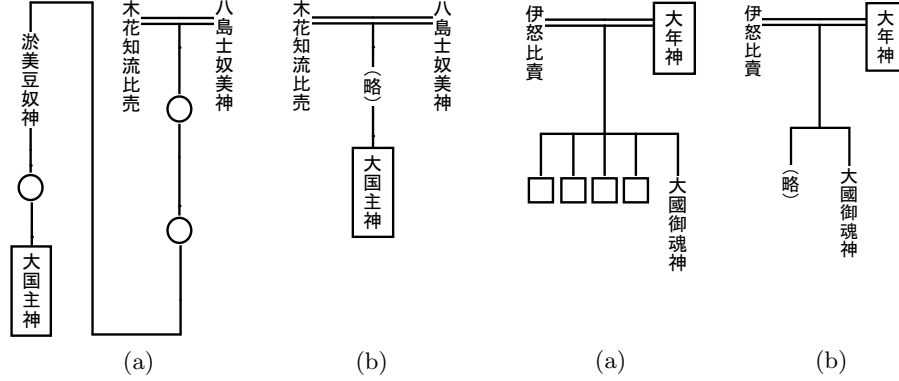 淤美豆奴神
大国主神
木花知流比売
八島士奴美神
(a)
木花知流比売
八島士奴美神
(略)
大国主神
(b)
伊怒比賣
大年神
大國御魂神
(a)
伊怒比賣
大年神
(略)
大國御魂神
(b)